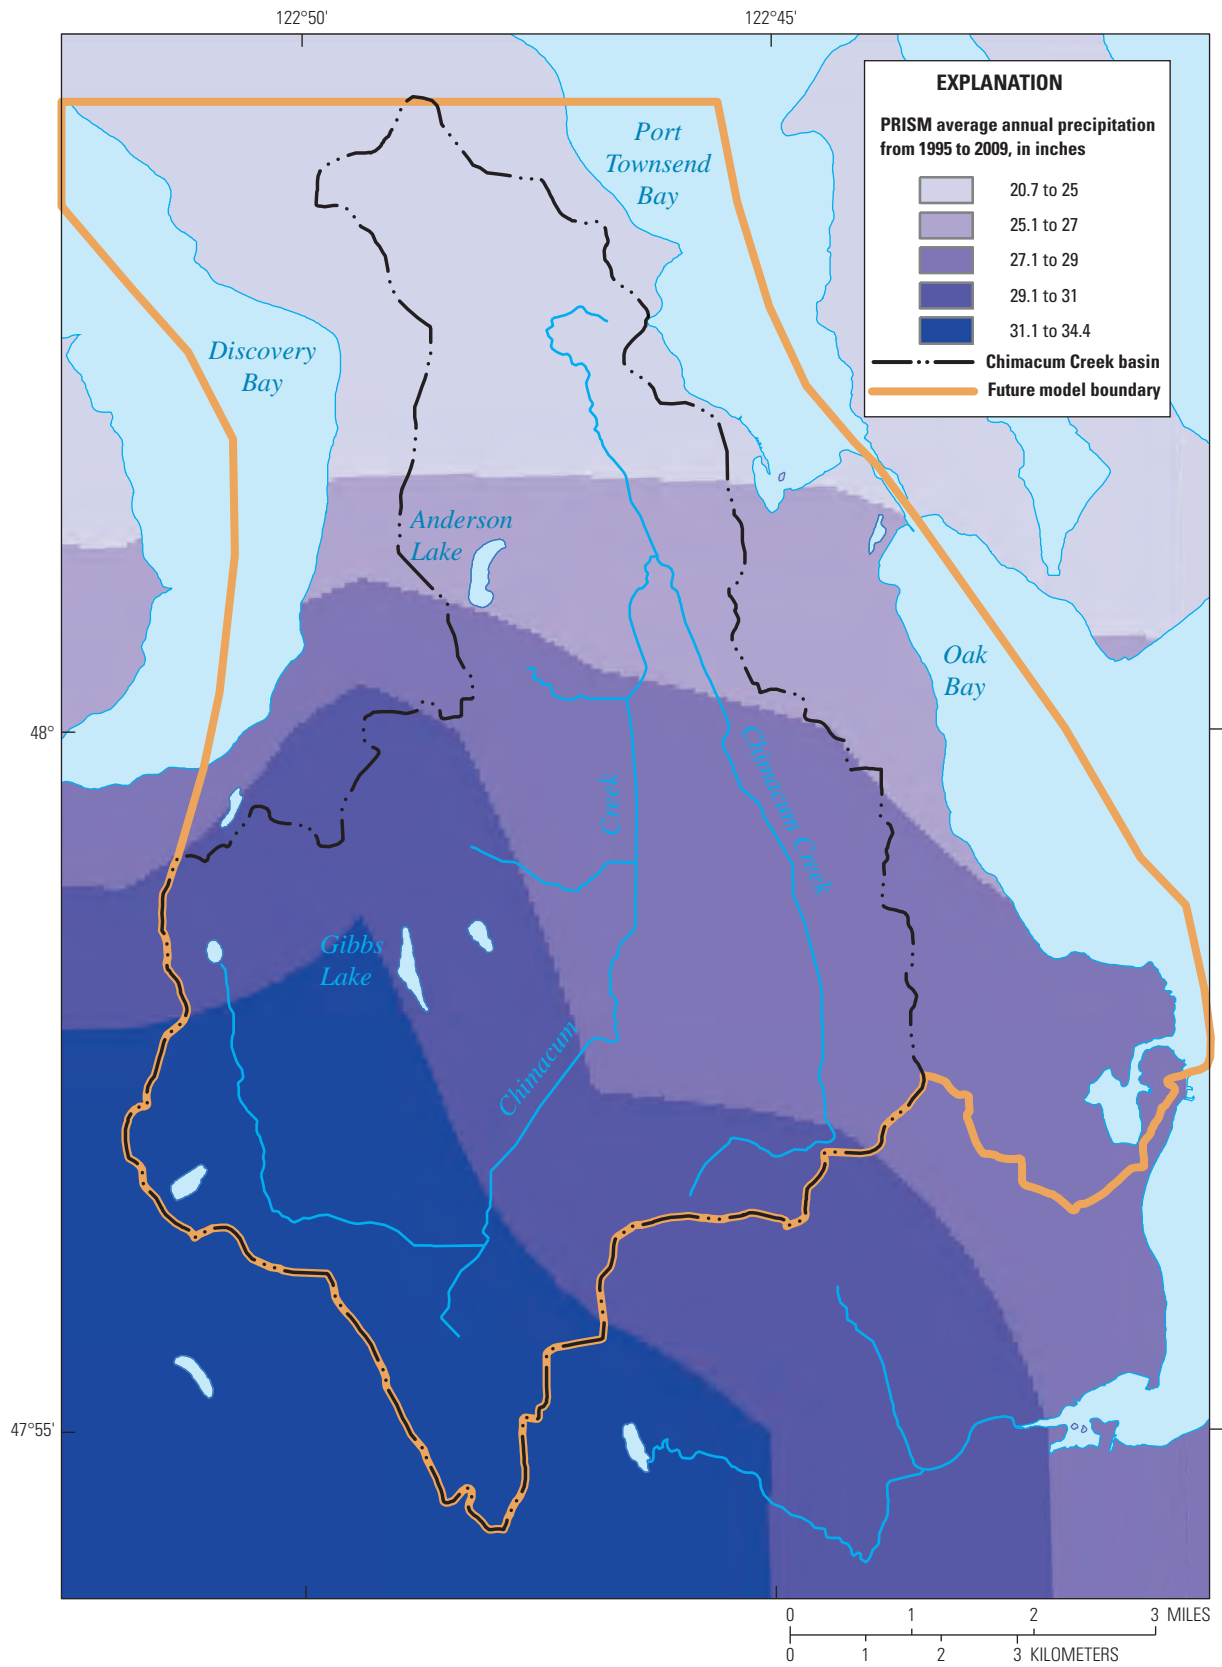 122°50'
122°45'
EXPLANATION
PRISM average annual precipitation
from 1995 to 2009, in inches
20.7 to 25
25.1 to 27
27.1 to 29
29.1 to 31
31.1 to 34.4
Chimacum Creek basin
Future model boundary
Port
Townsend
Bay
Discovery
Bay
Anderson
Lake
Oak
Bay
48°
Creek
Chimacum Creek
Gibbs
Lake
Chimacum
47°55'
0 1 2 3 MILES
0 1 2 3 KILOMETERS